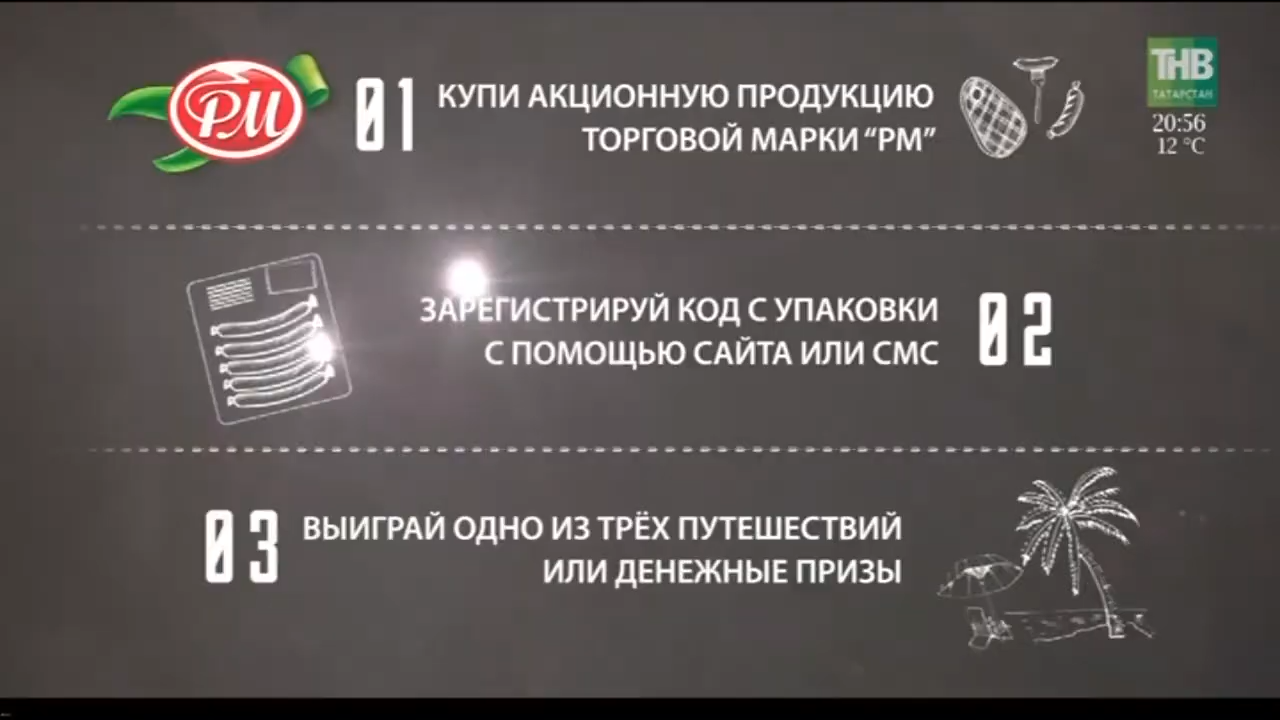 РМ
01
КУПИ АКЦИОННУЮ ПРОДУКЦИЮ
ТОРГОВОЙ МАРКИ “РМ”
ТНВ
ТАТАРСТАН
20:56
12 °C
ЗАРЕГИСТРИРУЙ КОД С УПАКОВКИ
С ПОМОЩЬЮ САЙТА ИЛИ СМС
02
03
ВЫИГРАЙ ОДНО ИЗ ТРЁХ ПУТЕШЕСТВИЙ
ИЛИ ДЕНЕЖНЫЕ ПРИЗЫ